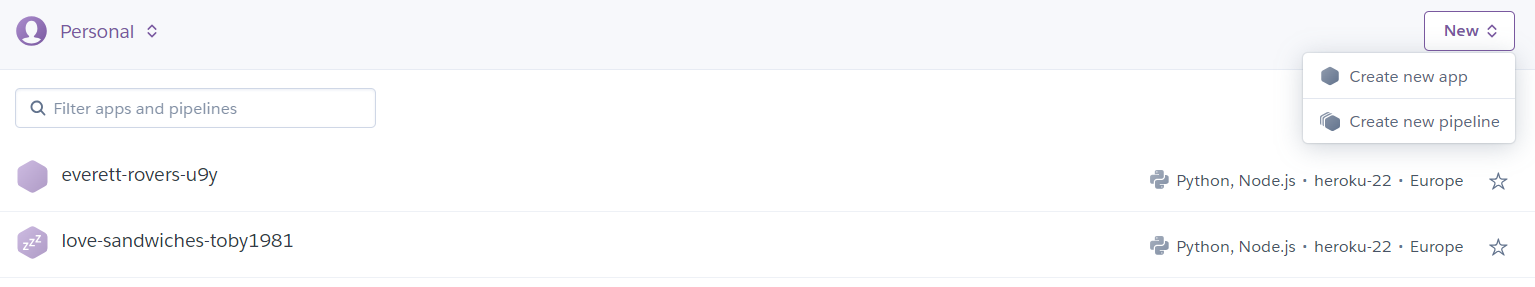 Personal
New
Create new app
Filter apps and pipelines
Create new pipeline
everett-rovers-u9y
Python, Node.js • heroku-22 • Europe
zzz
love-sandwiches-toby1981
Python, Node.js • heroku-22 • Europe